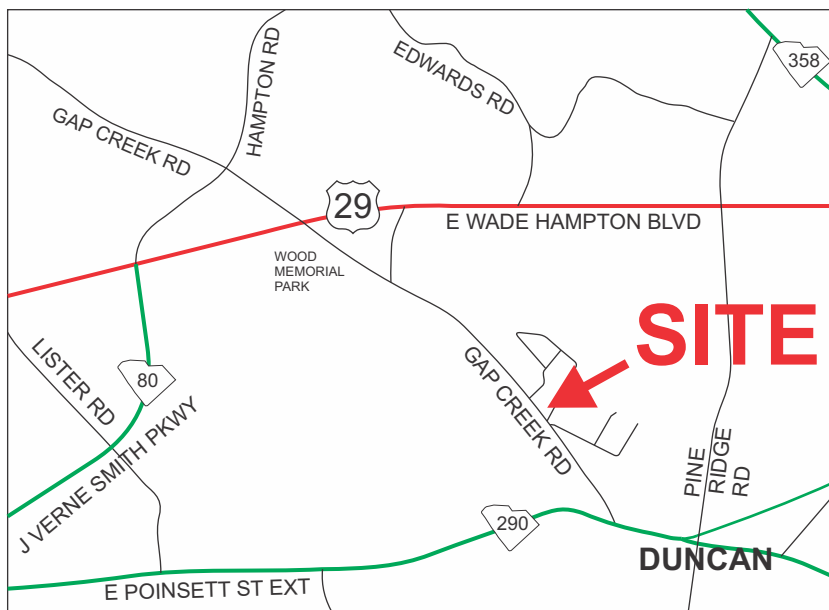 HAMPTON RD
EDWARDS RD
358
GAP CREEK RD
29
E WADE HAMPTON BLVD
WOOD
MEMORIAL
PARK
SITE
LISTER RD
80
GAP CREEK RD
J VERNE SMITH PKWY
PINE
RIDGE
RD
290
DUNCAN
E POINSETT ST EXT